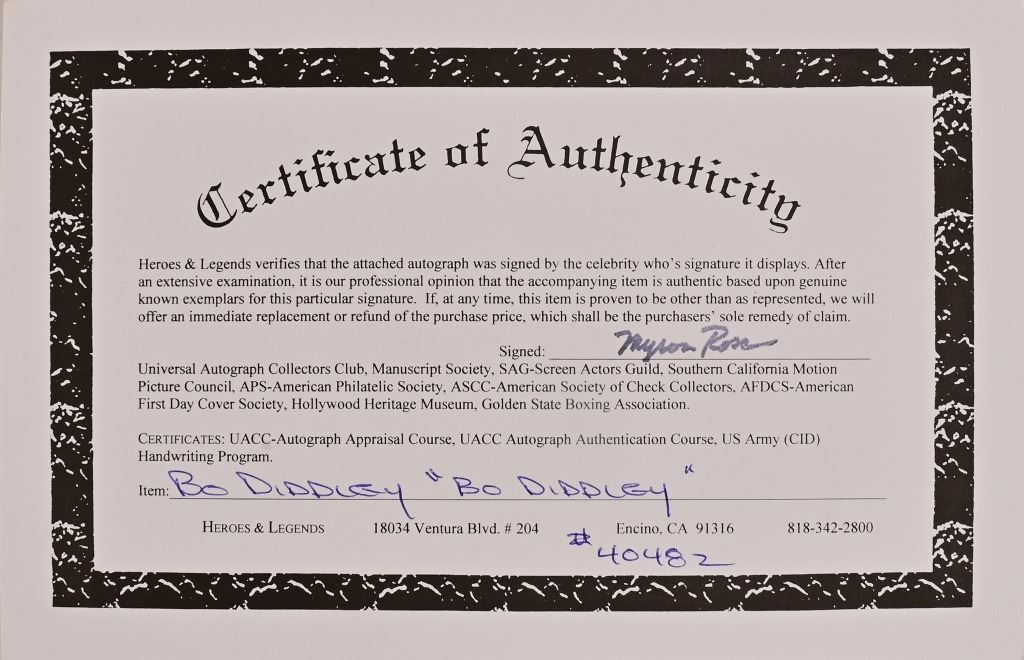 Certificate of Authenticity
Heroes & Legends verifies that the attached autograph was signed by the celebrity who's signature it displays. After
an extensive examination, it is our professional opinion that the accompanying item is authentic based upon genuine
known exemplars for this particular signature. If, at any time, this item is proven to be other than as represented, we will
offer an immediate replacement or refund of the purchase price, which shall be the purchasers' sole remedy of claim.
Signed: Myron Ross
Universal Autograph Collectors Club, Manuscript Society, SAG-Screen Actors Guild, Southern California Motion
Picture Council, APS-American Philatelic Society, ASCC-American Society of Check Collectors, AFDCS-American
First Day Cover Society, Hollywood Heritage Museum, Golden State Boxing Association.
CERTIFICATES: UACC-Autograph Appraisal Course, UACC Autograph Authentication Course, US Army (CID)
Handwriting Program.
Item: BO DIDDLEY "BO DIDDLEY"
HEROES & LEGENDS 18034 Ventura Blvd. # 204 Encino, CA 91316 818-342-2800
# 40482